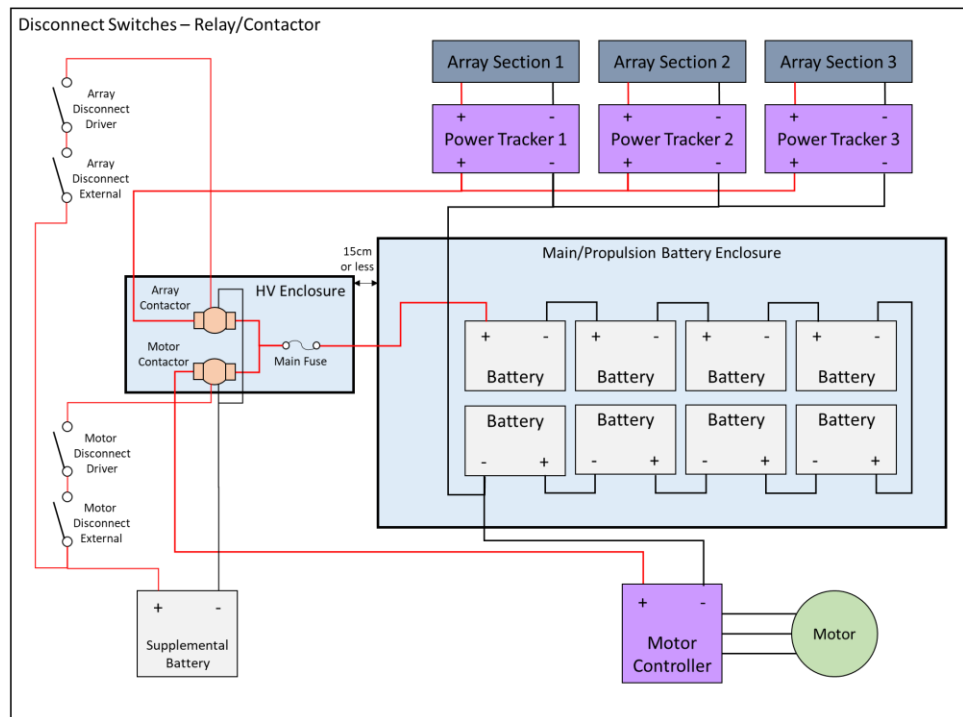 Disconnect Switches – Relay/Contactor
Array
Disconnect
Driver
Array
Disconnect
External
Array Section 1
Array Section 2
Array Section 3
+ -
Power Tracker 1
+ -
+ -
Power Tracker 2
+ -
+ -
Power Tracker 3
+ -
15cm
or less
HV Enclosure
Array
Contactor
Motor
Contactor
Main Fuse
Main/Propulsion Battery Enclosure
+ -
Battery
+ -
Battery
+ -
Battery
+ -
Battery
Battery
- +
Battery
- +
Battery
- +
Battery
- +
Motor
Disconnect
Driver
Motor
Disconnect
External
+ -
Supplemental
Battery
+ -
Motor
Controller
Motor